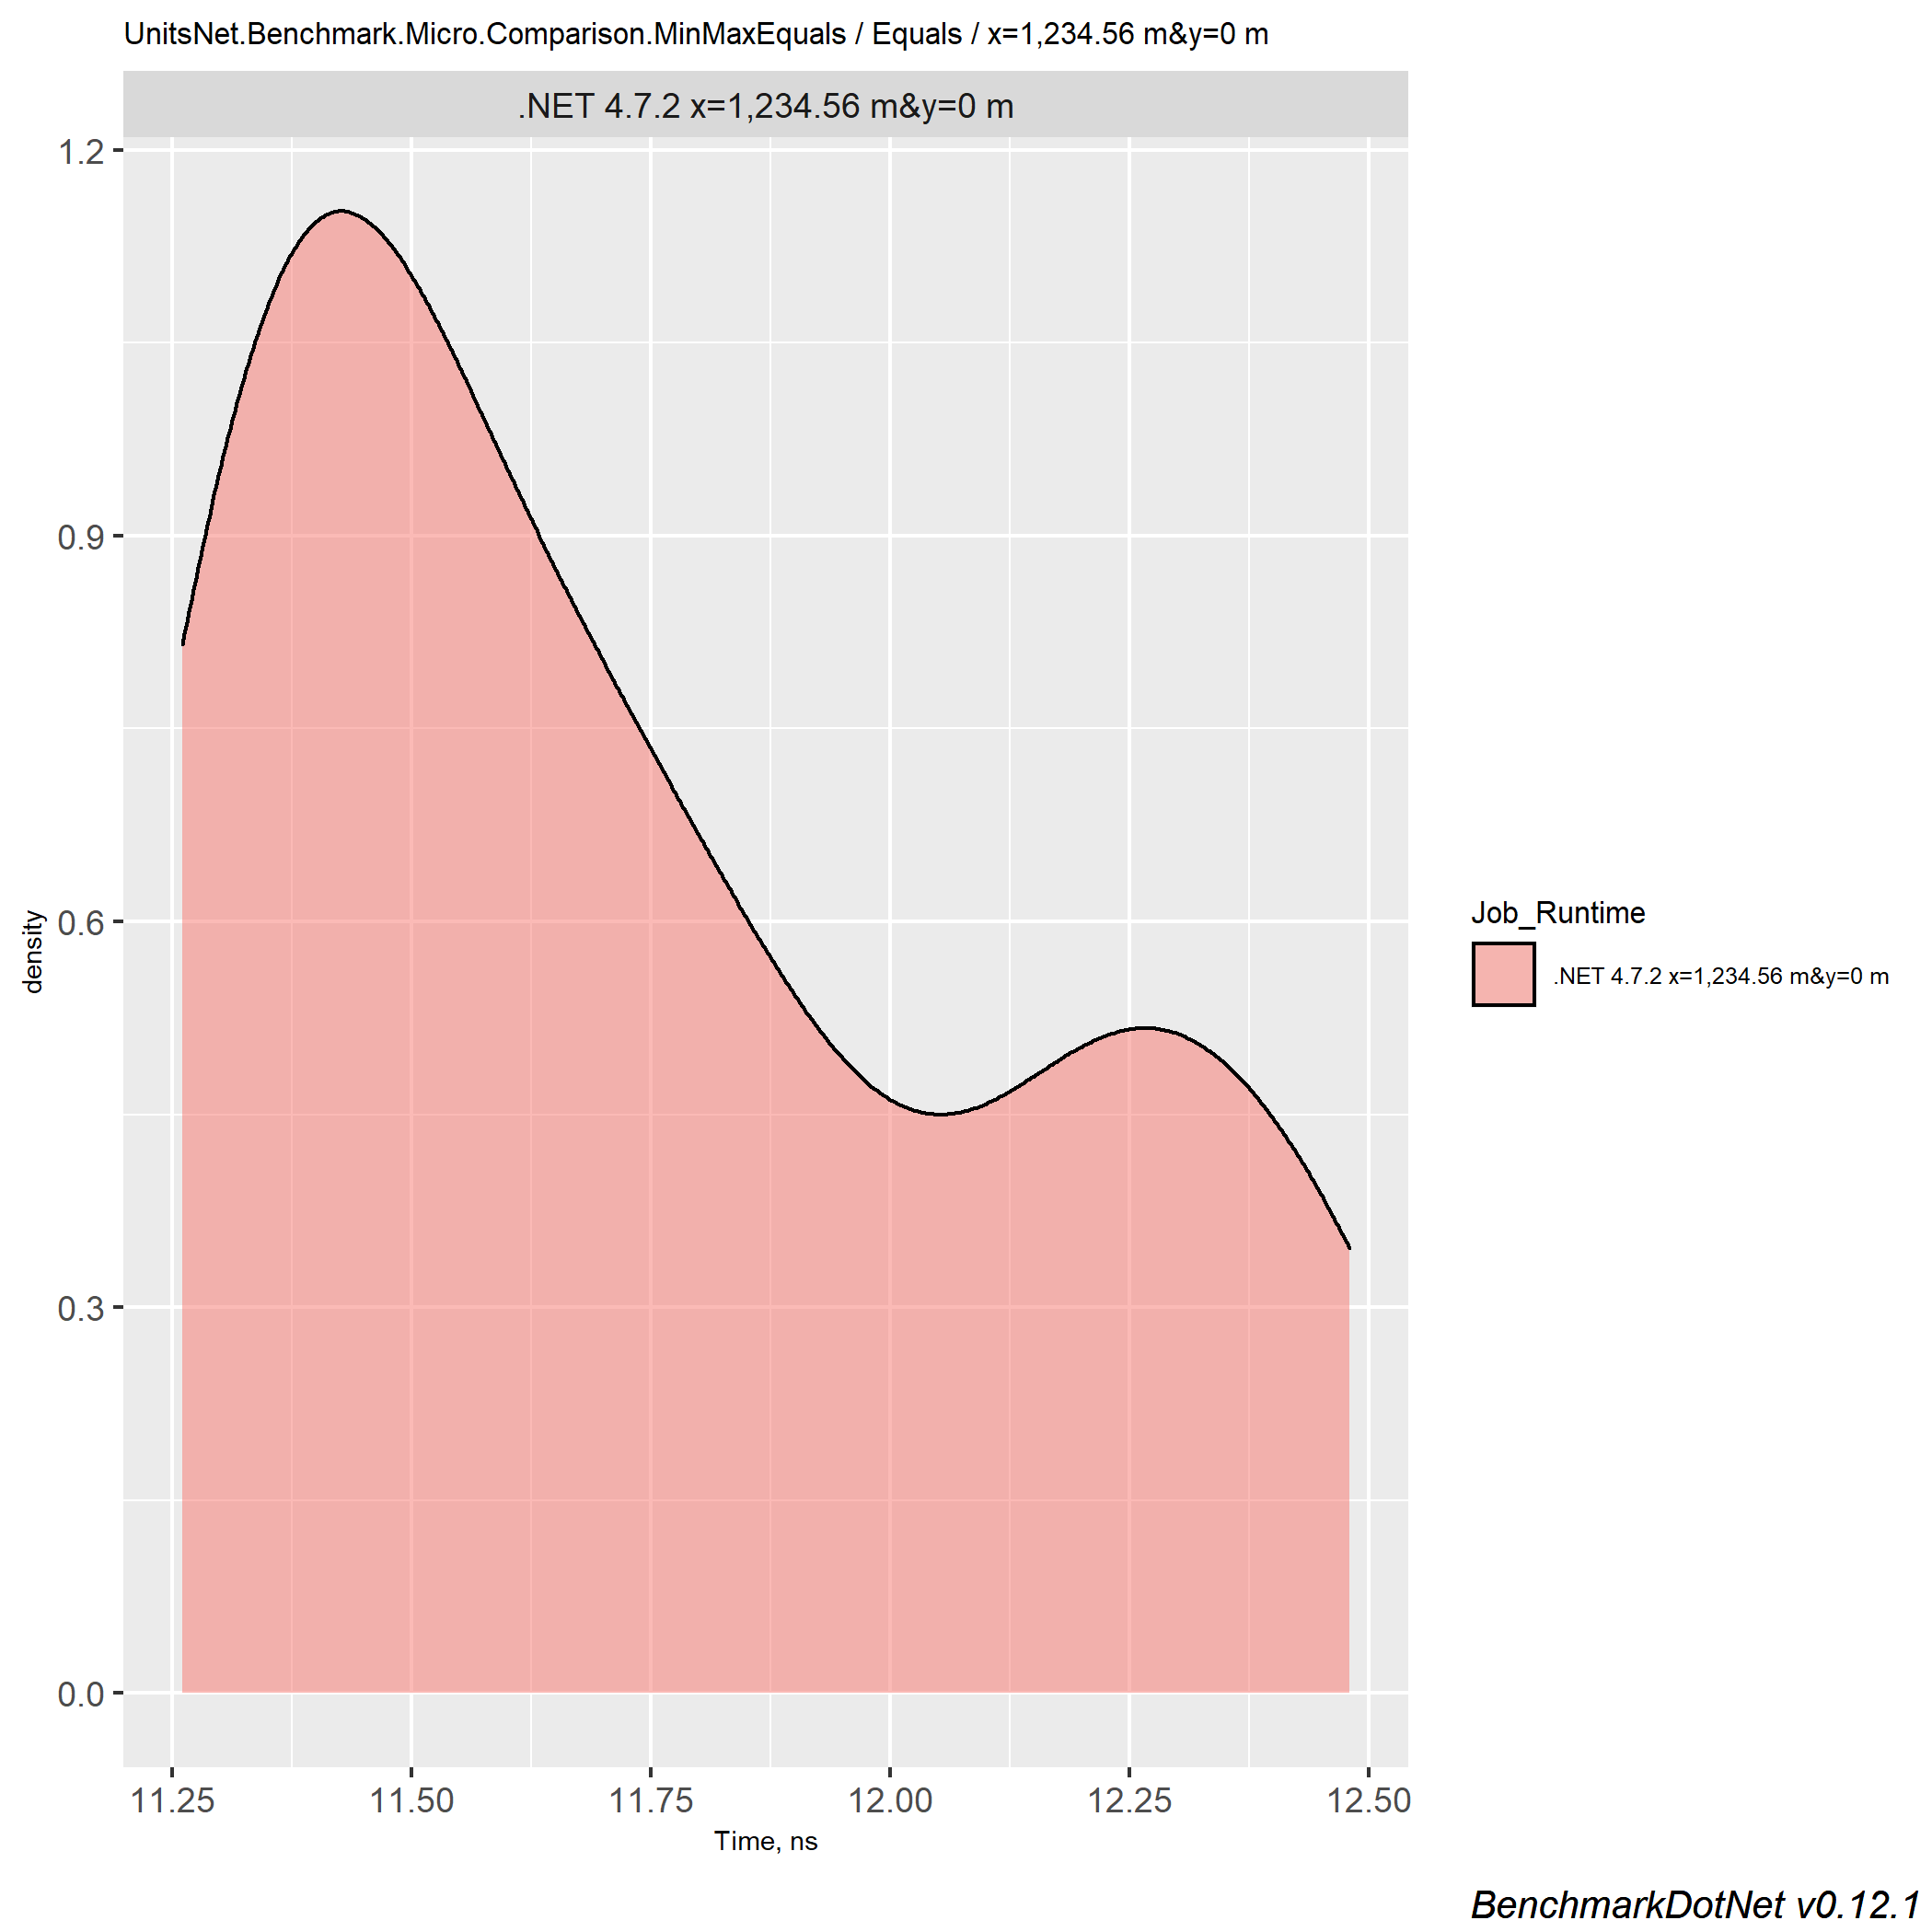 UnitsNet.Benchmark.Micro.Comparison.MinMaxEquals / Equals / x=1,234.56 m&y=0 m
.NET 4.7.2 x=1,234.56 m&y=0 m
1.2
0.9
0.6
0.3
0.0
density
11.25 11.50 11.75 12.00 12.25 12.50
Time, ns
Job_Runtime
.NET 4.7.2 x=1,234.56 m&y=0 m
BenchmarkDotNet v0.12.1